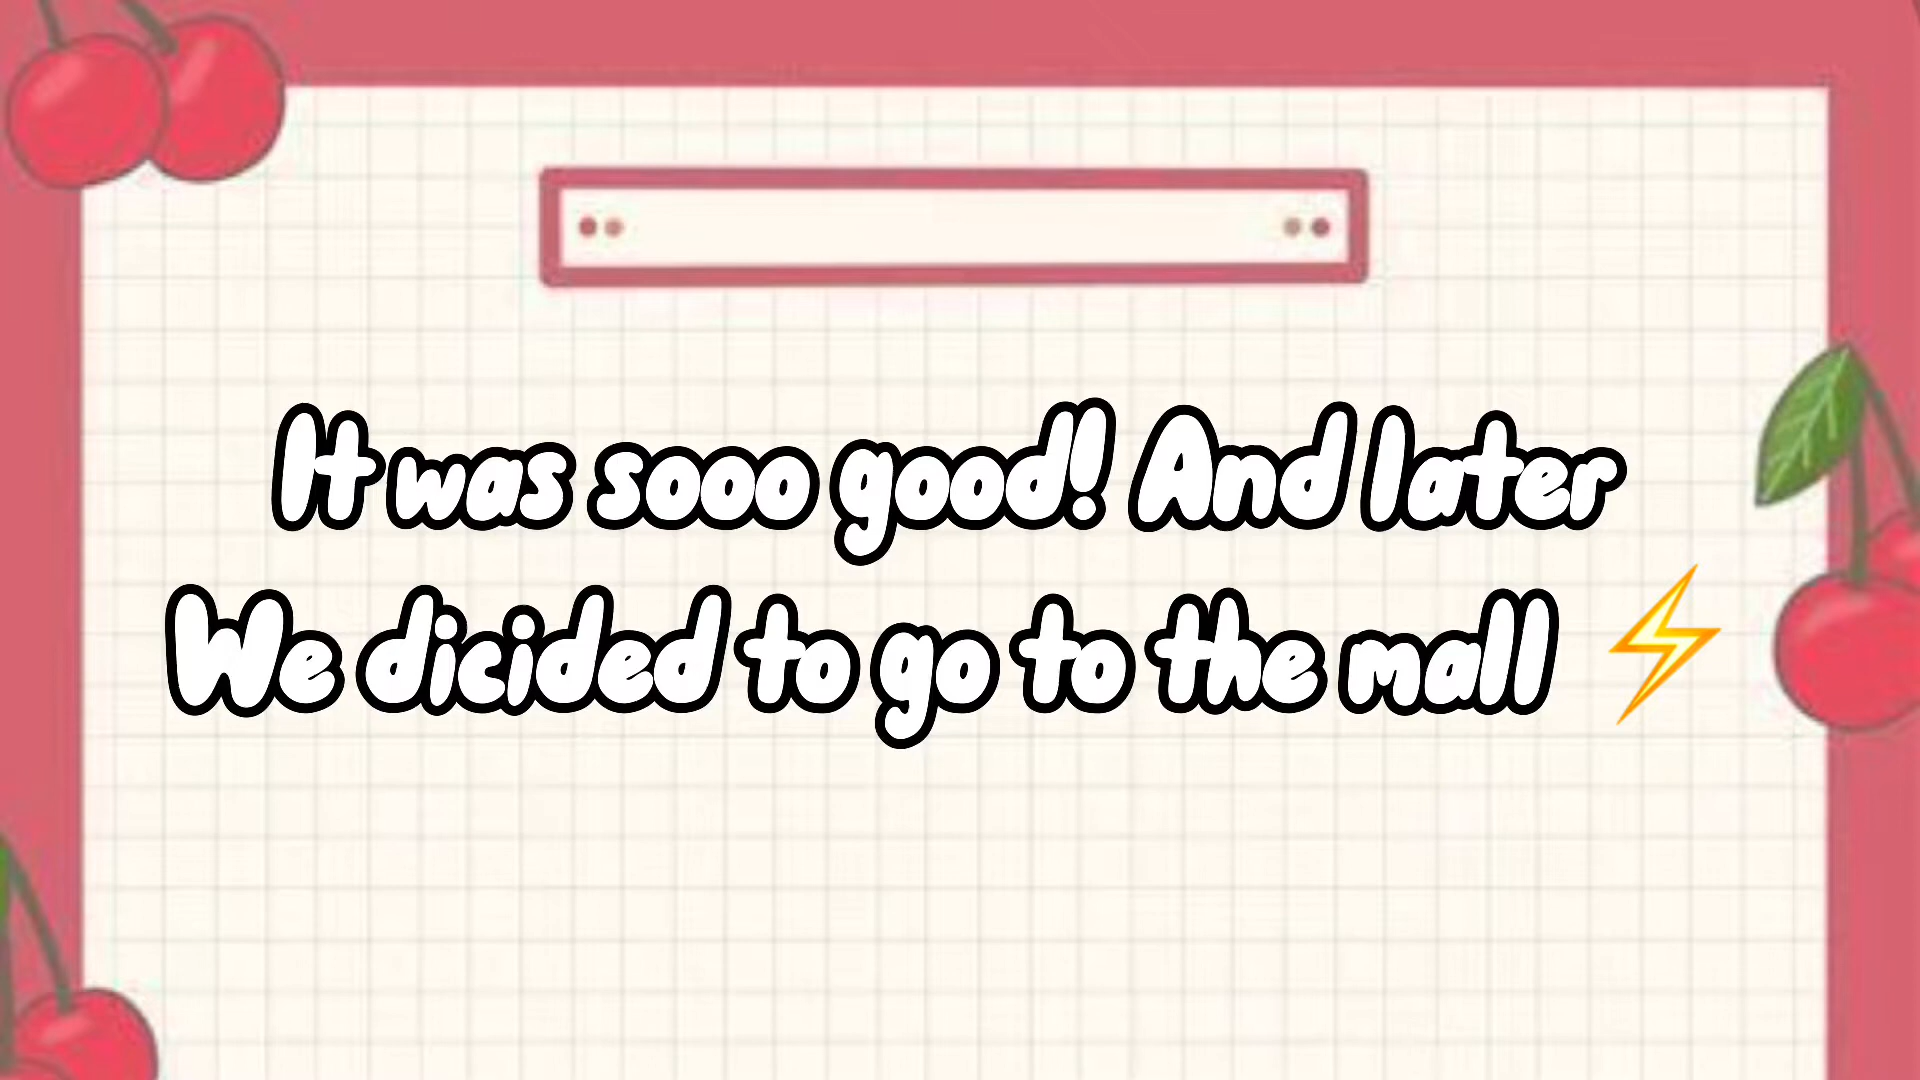 It was sooo good! And later
We dicided to go to the mall ⚡